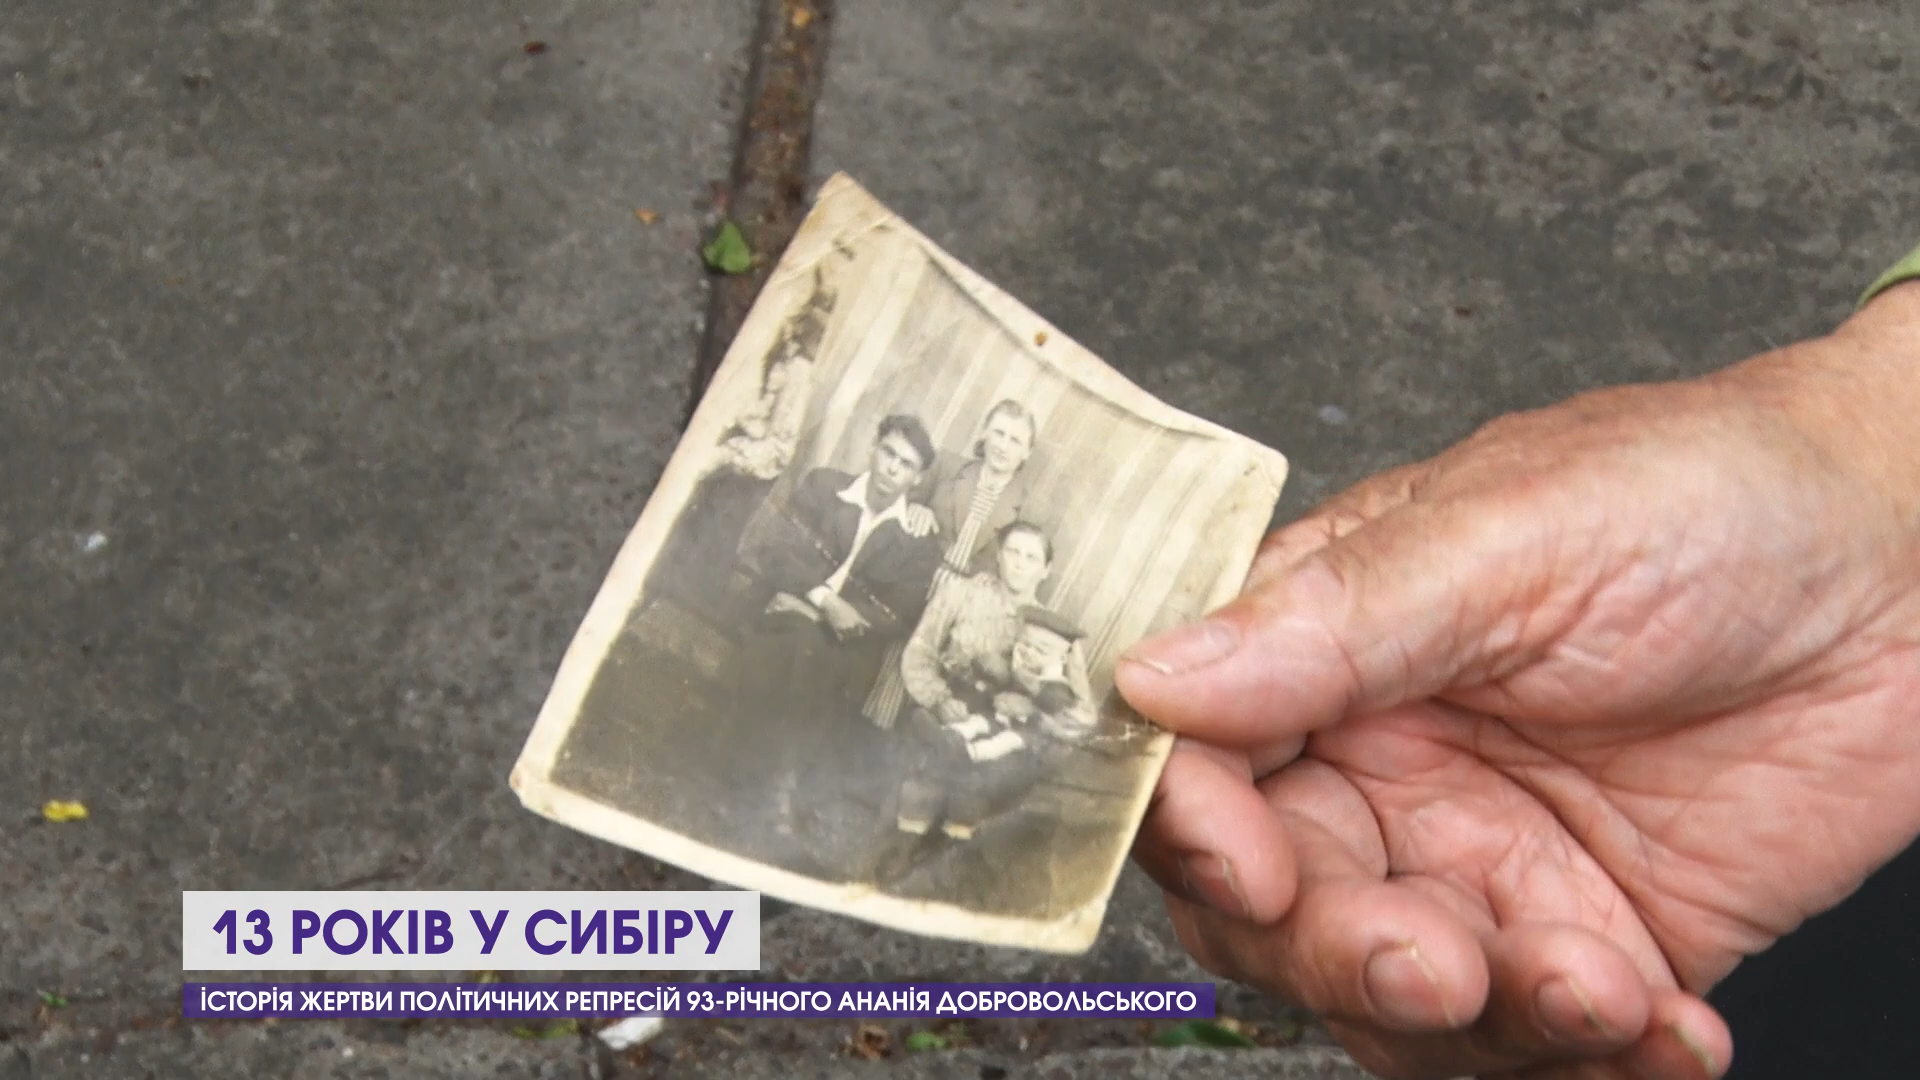 13 РОКІВ У СИБІРУ
ІСТОРІЯ ЖЕРТВИ ПОЛІТИЧНИХ РЕПРЕСІЙ 93-РІЧНОГО АНАНІЯ ДОБРОВОЛЬСЬКОГО